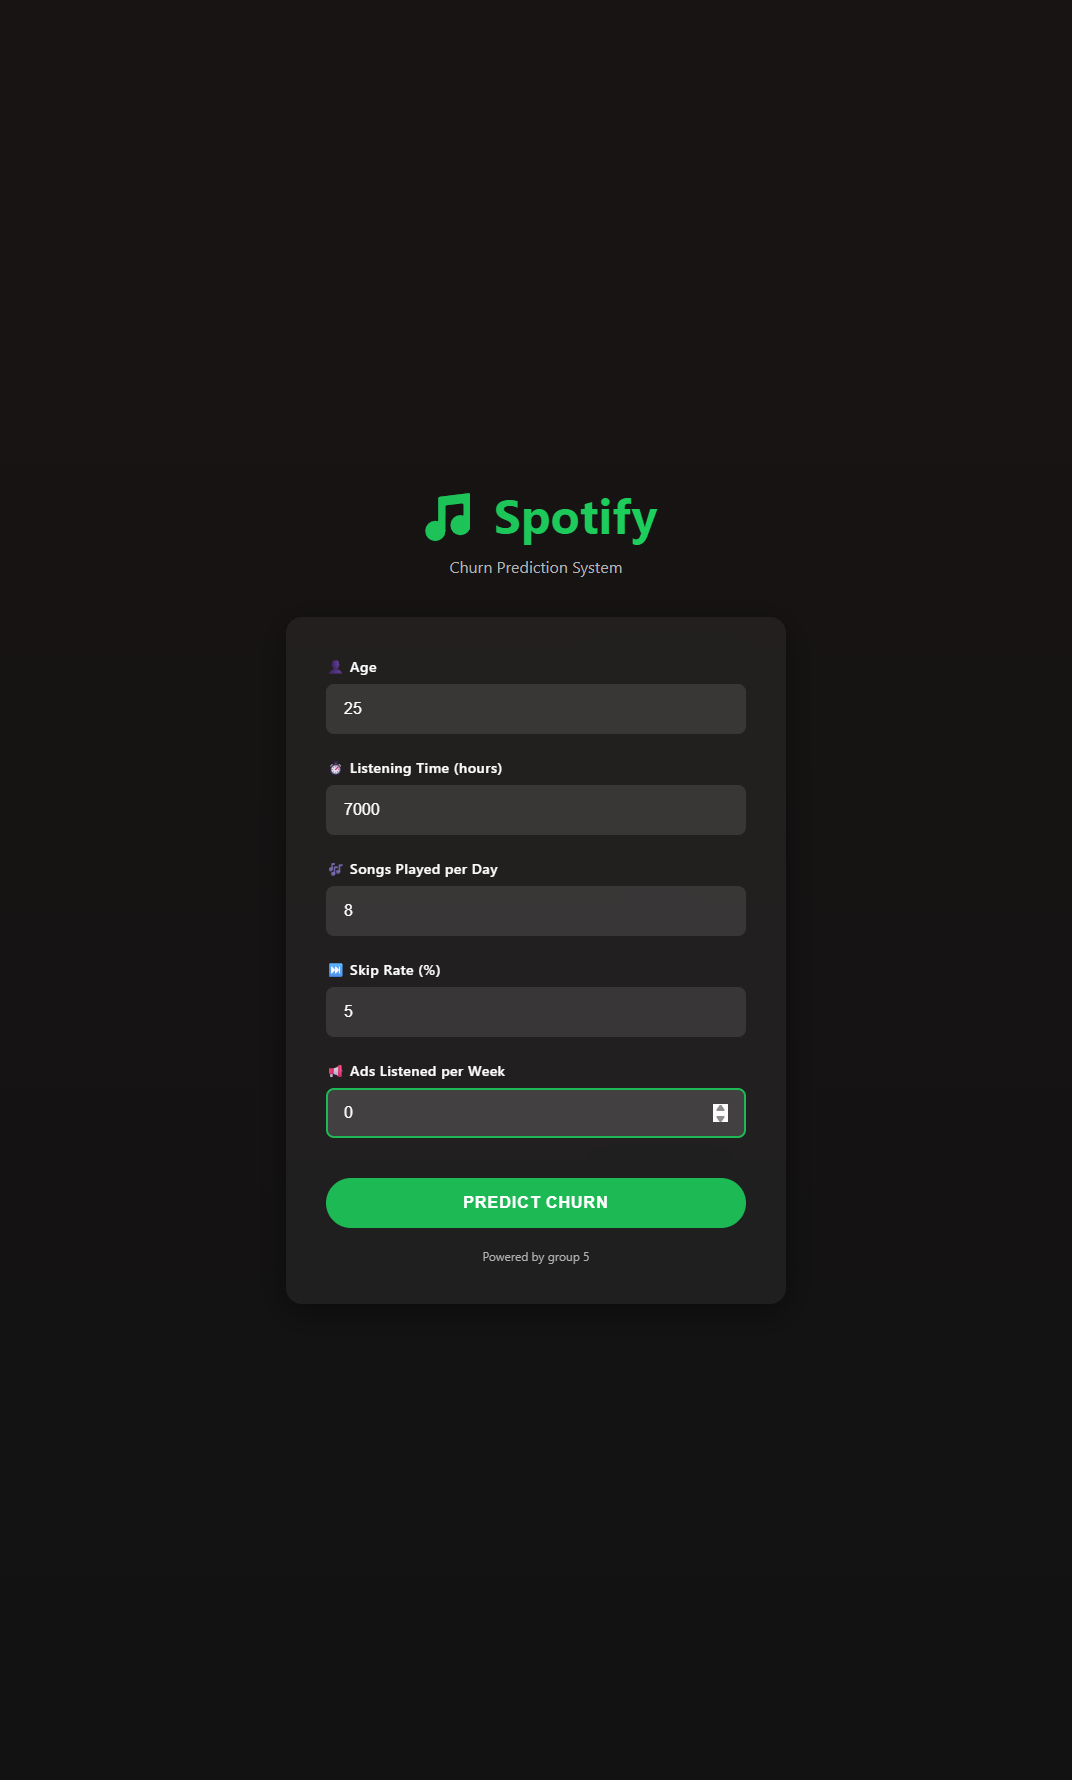 Spotify
Churn Prediction System
Age
25
Listening Time (hours)
7000
Songs Played per Day
8
Skip Rate (%)
5
Ads Listened per Week
0
PREDICT CHURN
Powered by group 5